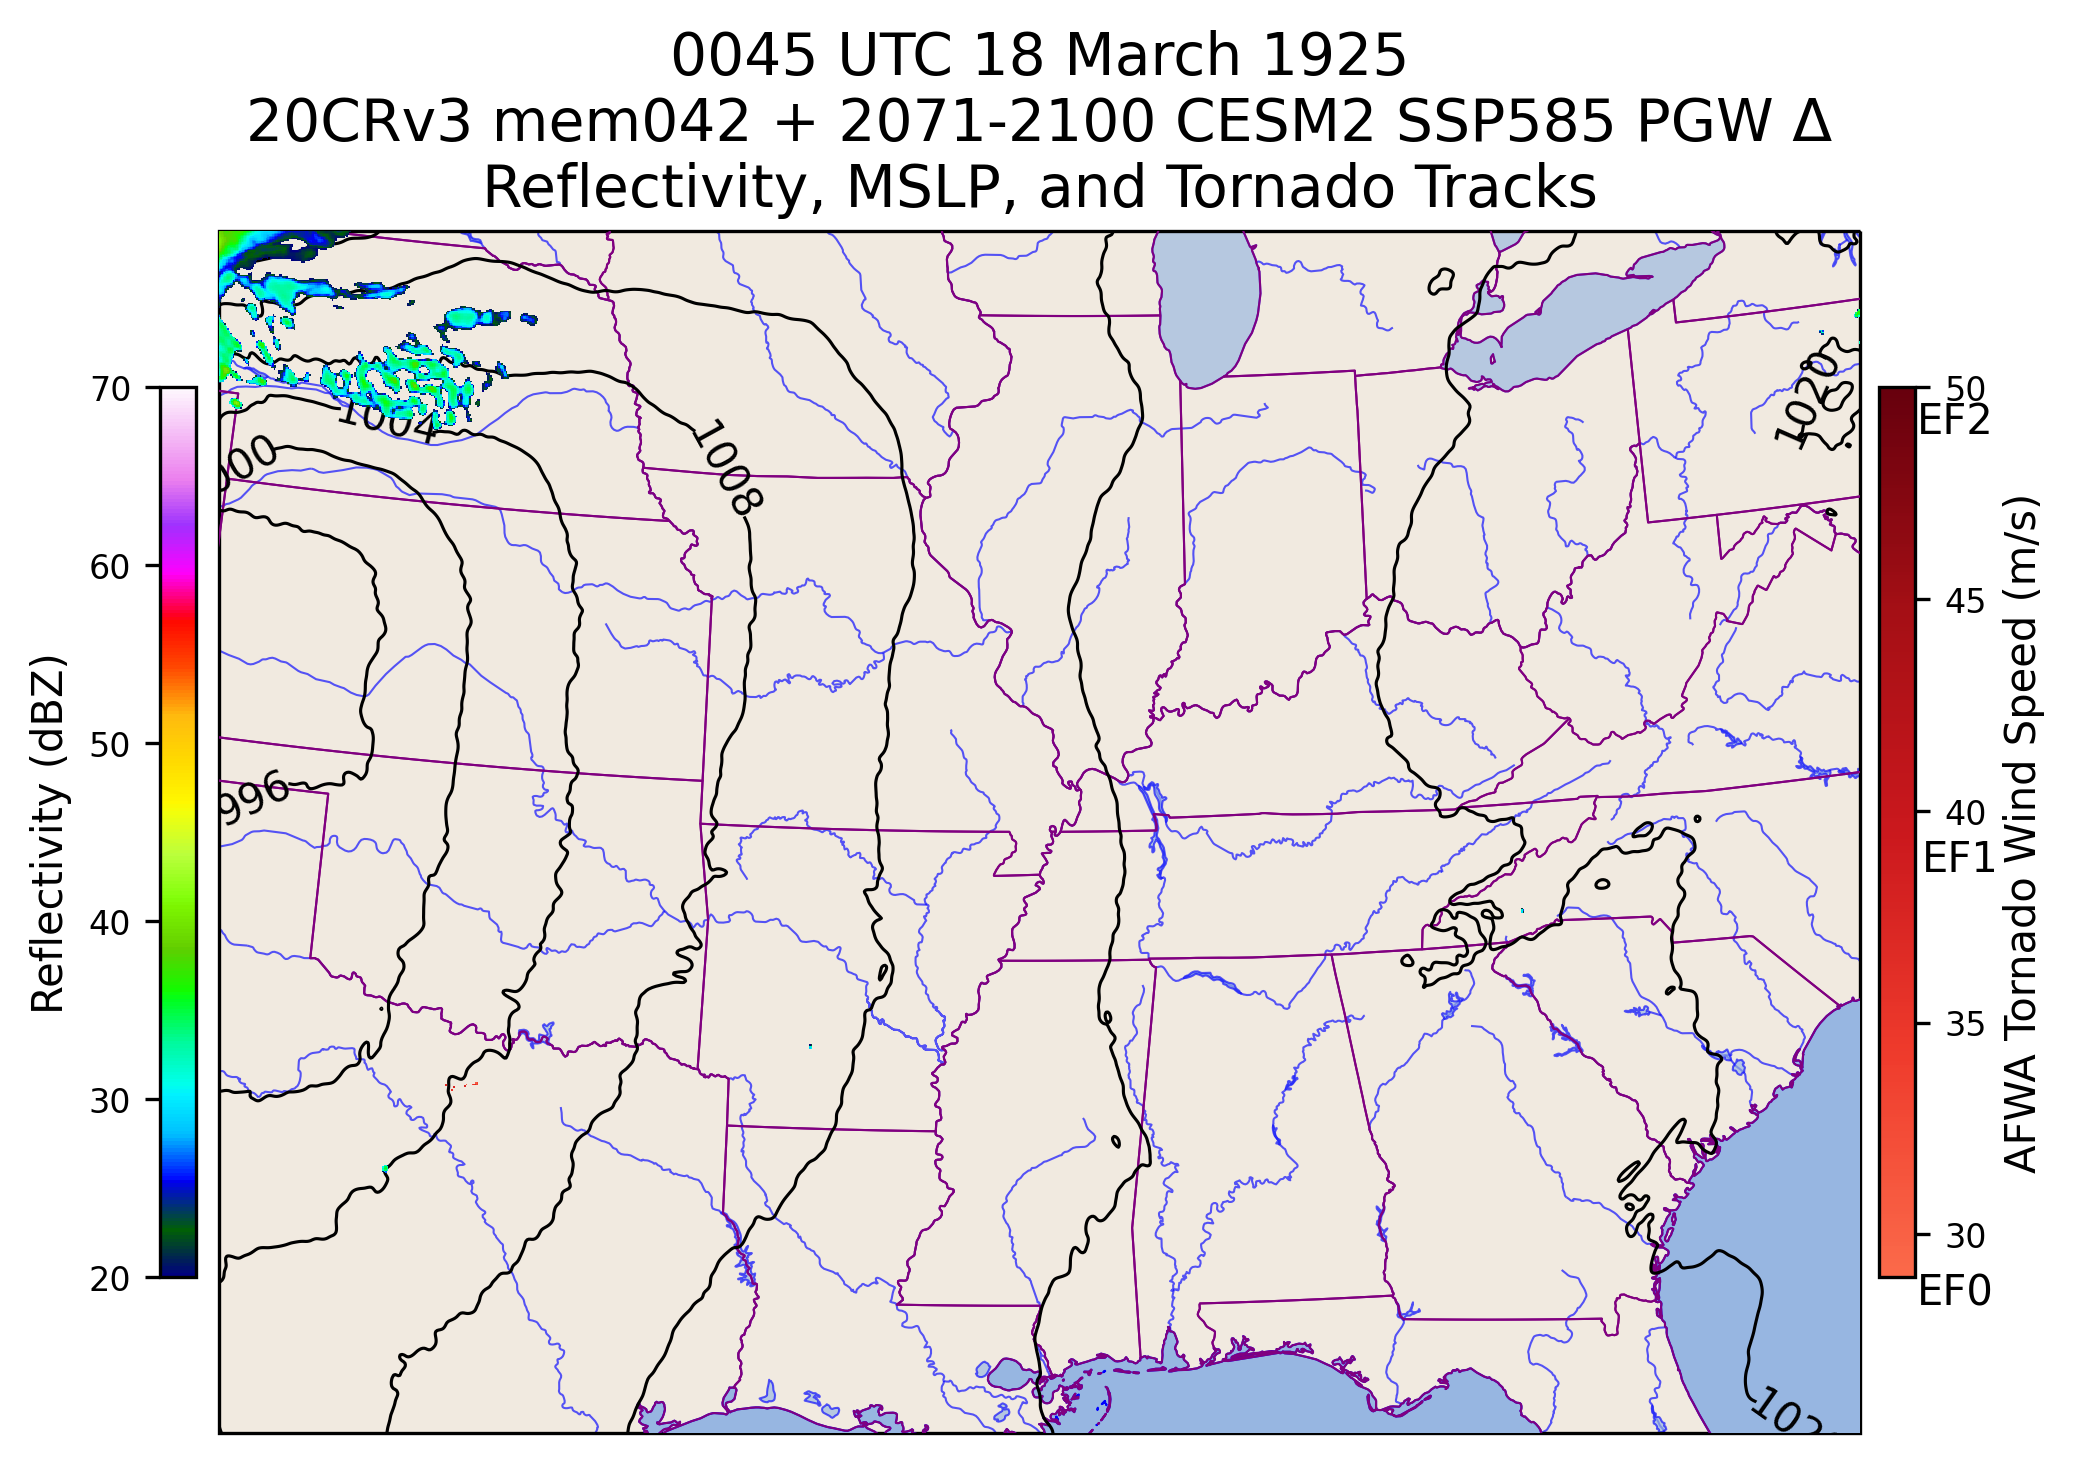 0045 UTC 18 March 1925
20CRv3 mem042 + 2071-2100 CESM2 SSP585 PGW Δ
Reflectivity, MSLP, and Tornado Tracks
70
60
50
40
30
20
Reflectivity (dBZ)
1004
1008
996
1020
50
EF2
45
40
EF1
35
30
EF0
AFWA Tornado Wind Speed (m/s)